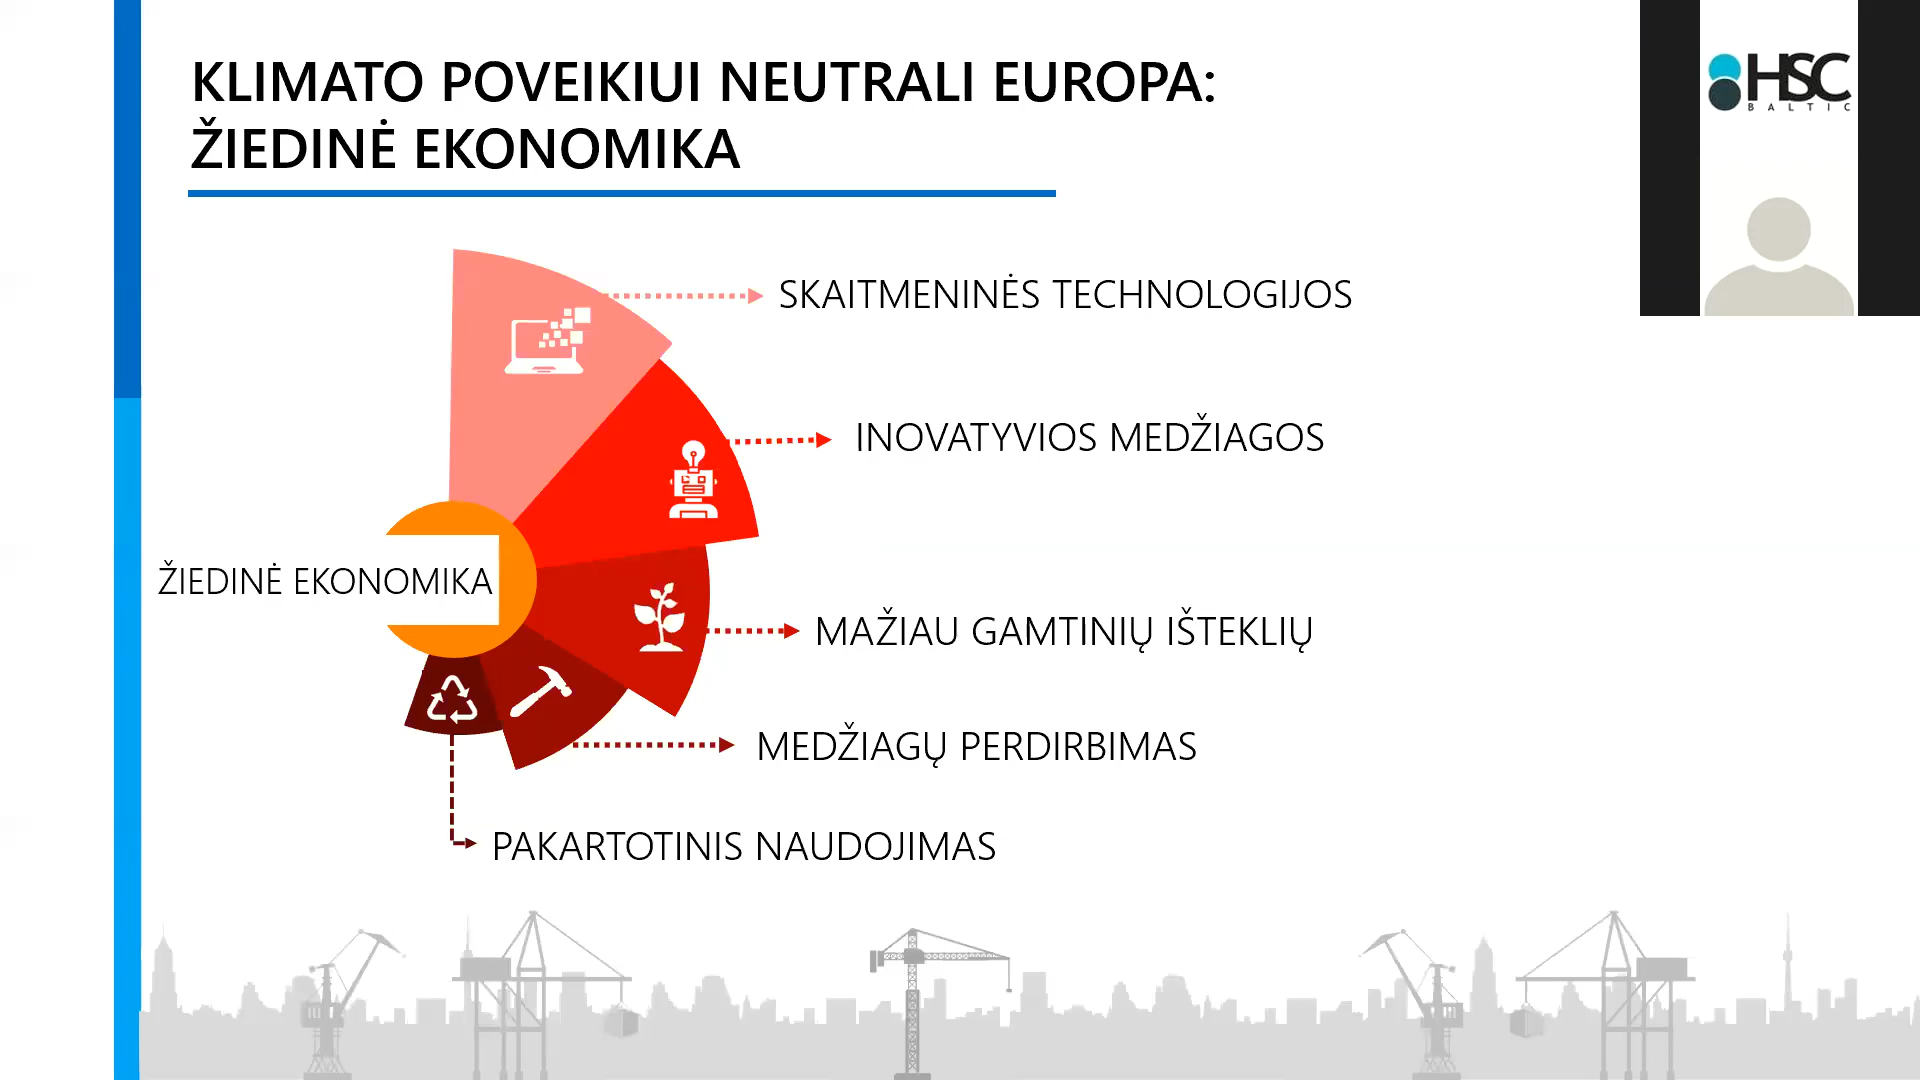 KLIMATO POVEIKIUI NEUTRALI EUROPA:
ŽIEDINĖ EKONOMIKA
HSC
BALTIC
SKAITMENINĖS TECHNOLOGIJOS
INOVATYVIOS MEDŽIAGOS
ŽIEDINĖ EKONOMIKA
MAŽIAU GAMTINIŲ IŠTEKLIŲ
MEDŽIAGŲ PERDIRBIMAS
PAKARTOTINIS NAUDOJIMAS